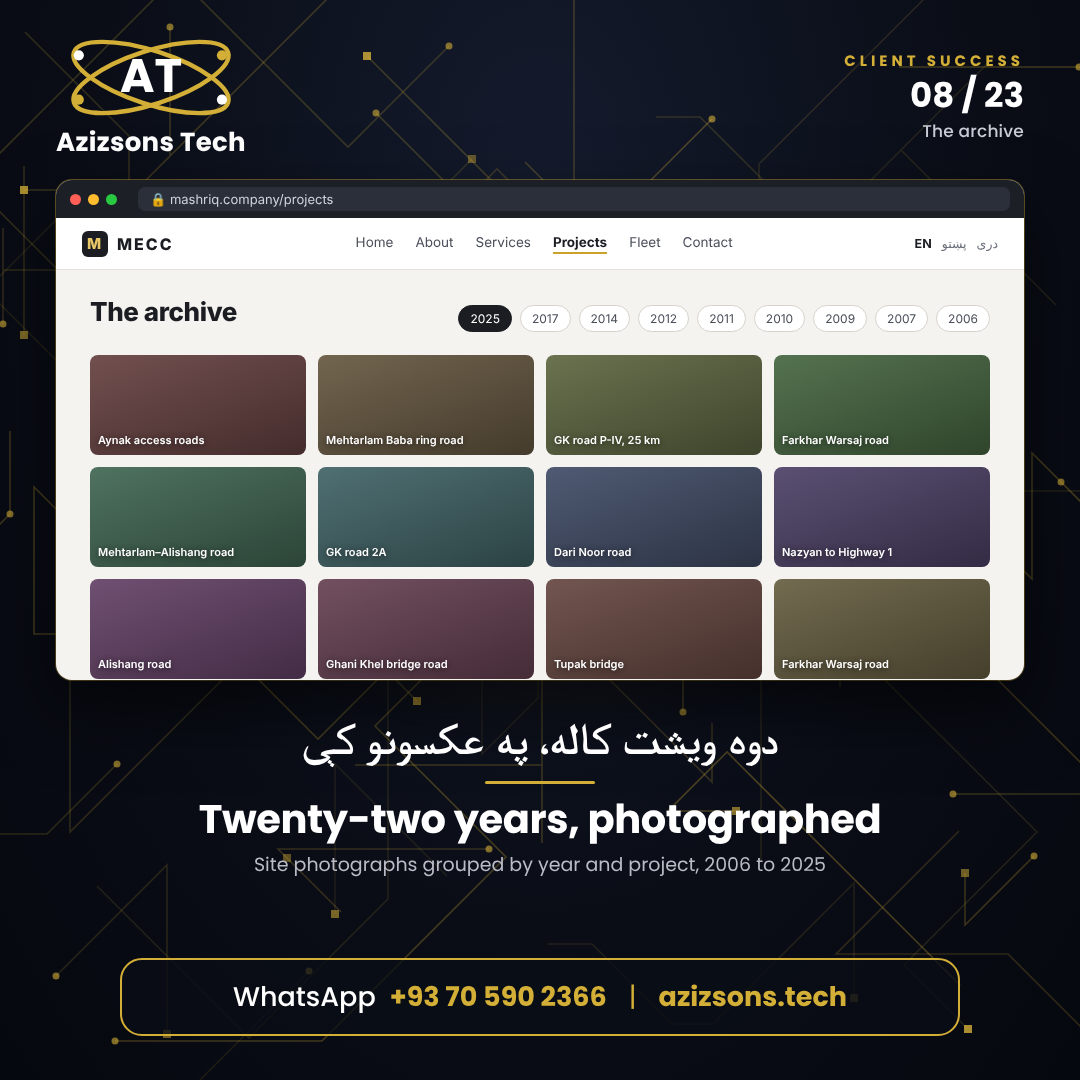 AT
Azizsons Tech
CLIENT SUCCESS
08 / 23
The archive
🔒 mashriq.company/projects
M MECC
Home About Services Projects Fleet Contact
EN پښتو دری
The archive
2025 2017 2014 2012 2011 2010 2009 2007 2006
Aynak access roads
Mehtarlam Baba ring road
GK road P-IV, 25 km
Farkhar Warsaj road
Mehtarlam–Alishang road
GK road 2A
Dari Noor road
Nazyan to Highway 1
Alishang road
Ghani Khel bridge road
Tupak bridge
Farkhar Warsaj road
دوه ویشت کاله، په عکسونو کې
Twenty-two years, photographed
Site photographs grouped by year and project, 2006 to 2025
WhatsApp +93 70 590 2366 | azizsons.tech